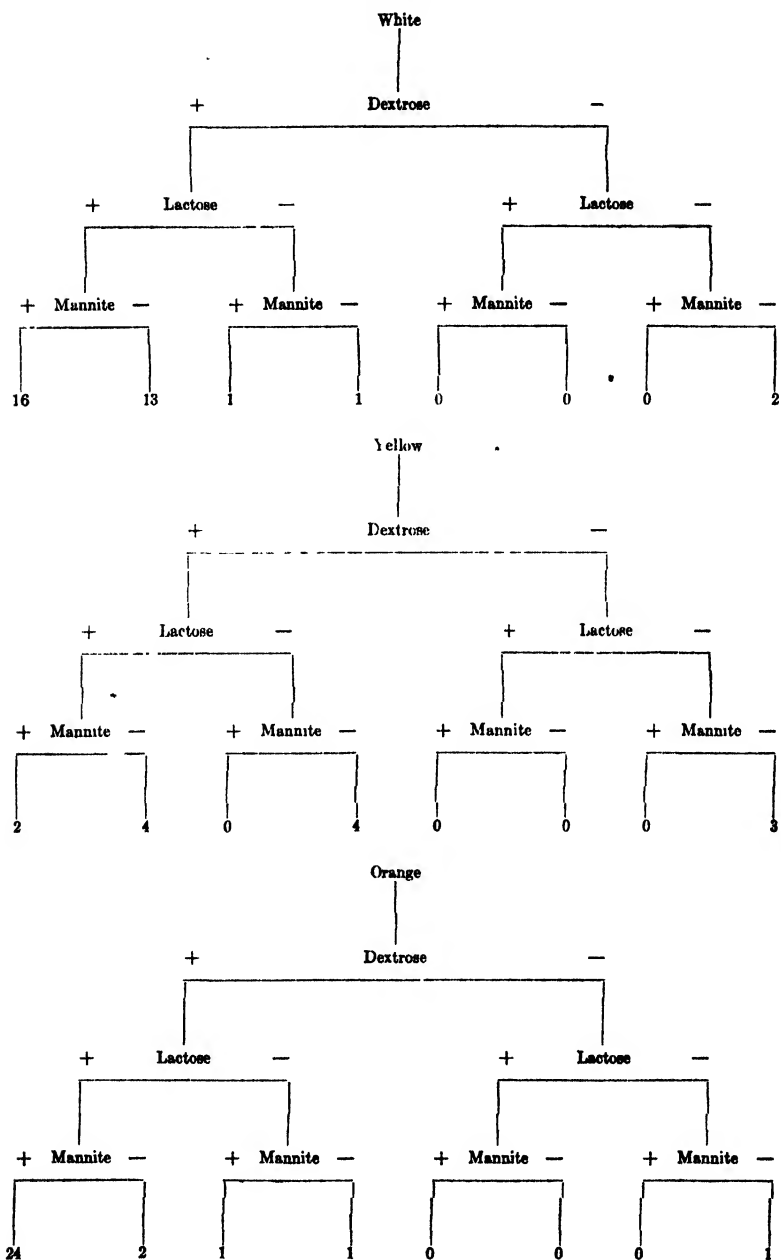 White
+ Dextrose —
+ Lactose — + Lactose —
+ Mannite — + Mannite — + Mannite — + Mannite —
16 13 1 1 0 0 0 2
Yellow
+ Dextrose —
+ Lactose — + Lactose —
+ Mannite — + Mannite — + Mannite — + Mannite —
2 4 0 4 0 0 0 3
Orange
+ Dextrose —
+ Lactose — + Lactose —
+ Mannite — + Mannite — + Mannite — + Mannite —
24 2 1 1 0 0 0 1